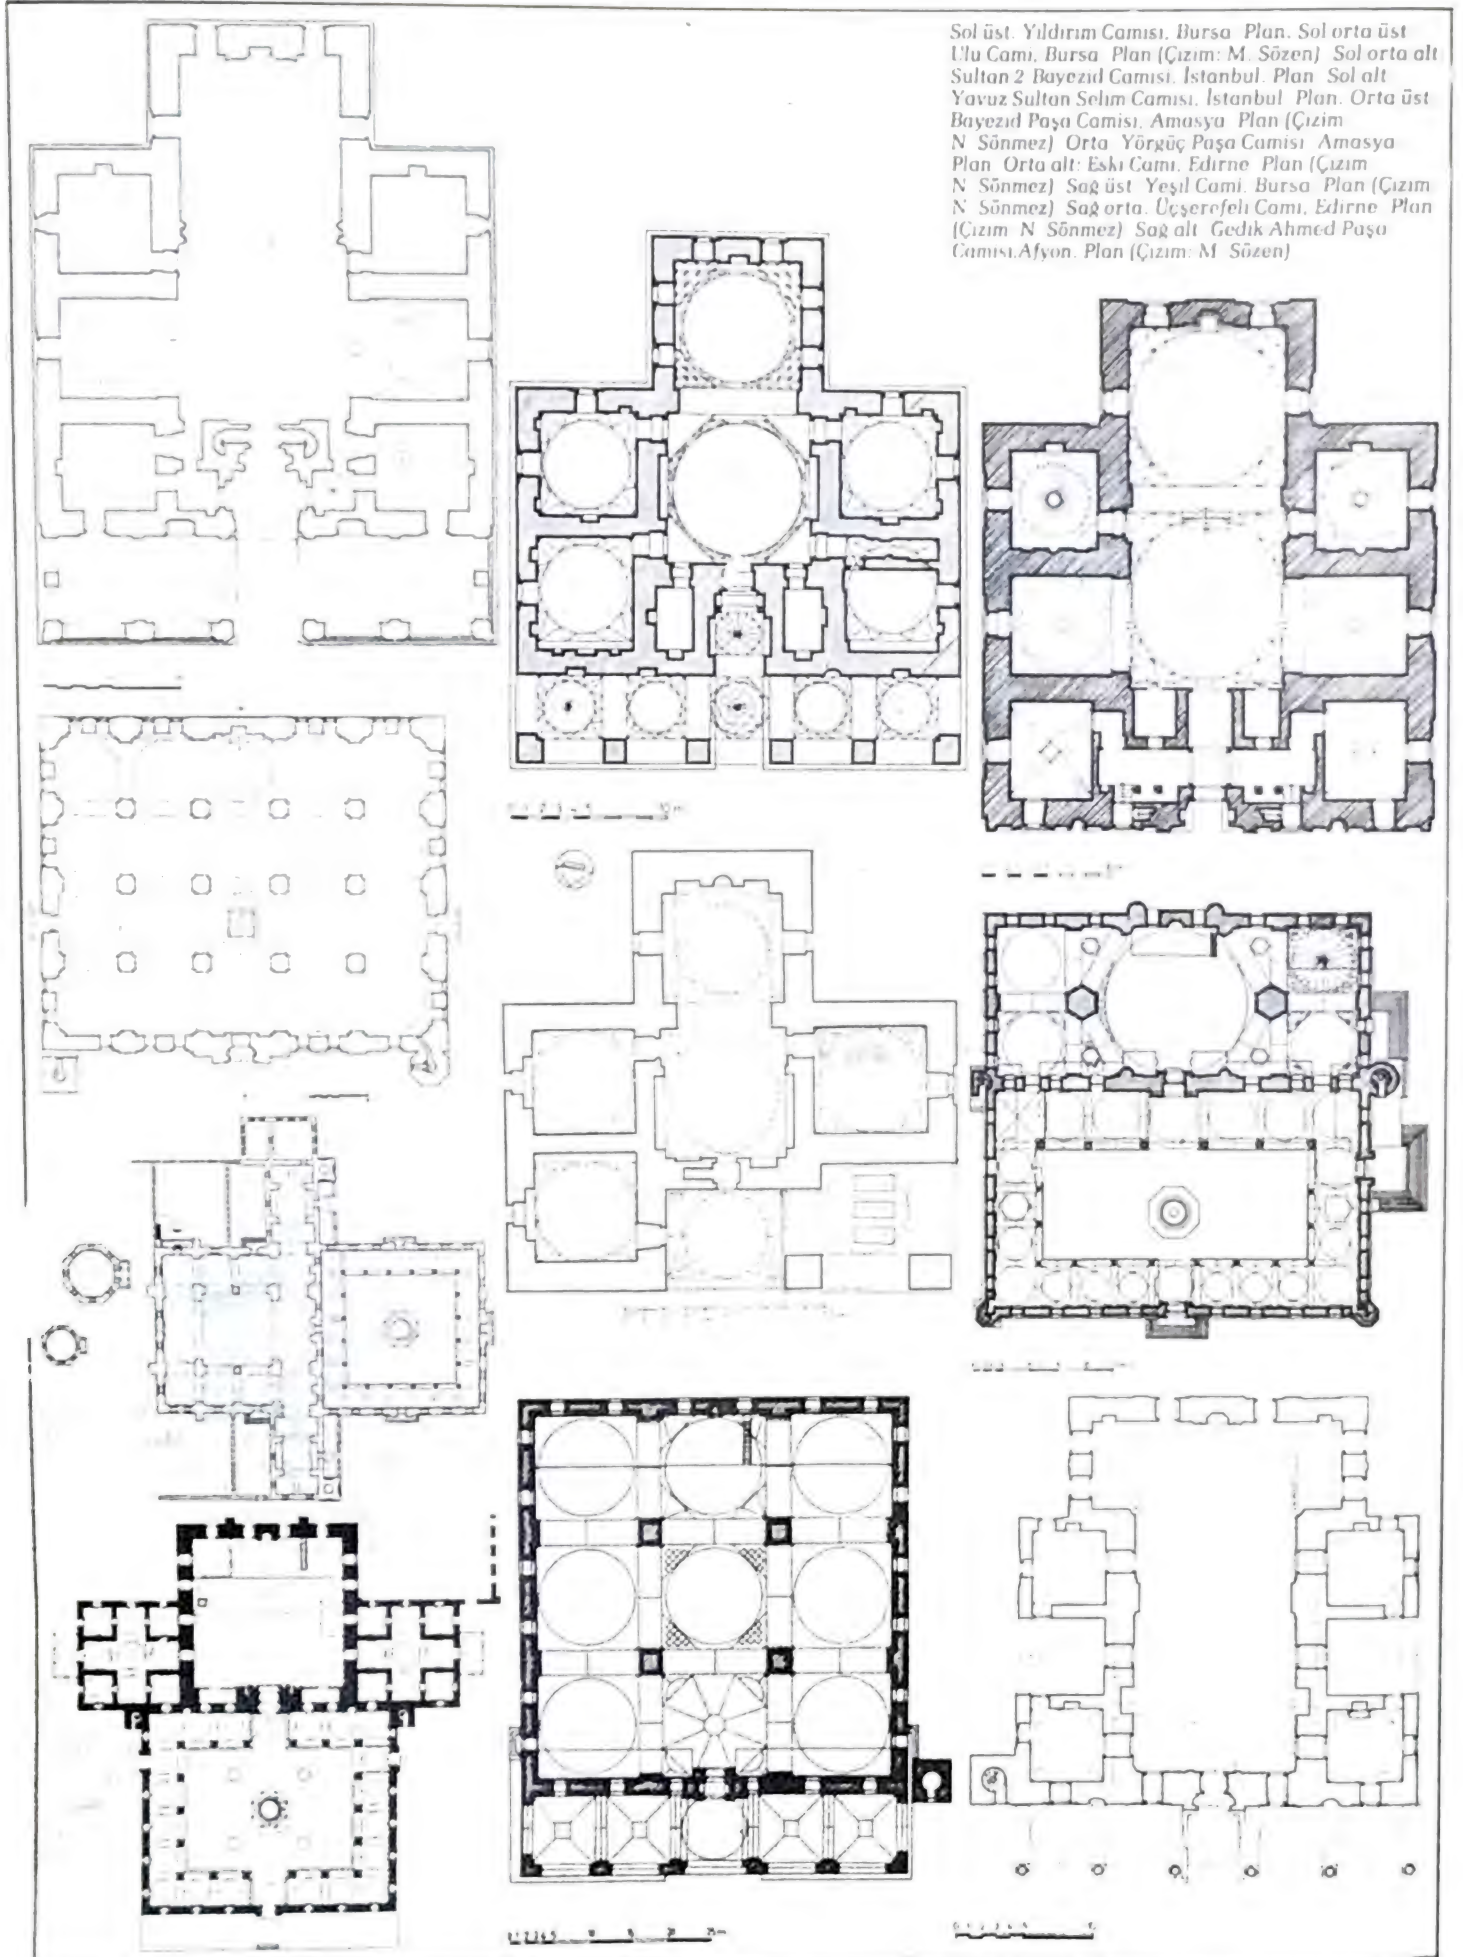 Sol üst. Yıldırım Camisi, Bursa Plan. Sol orta üst
Ulu Cami, Bursa Plan (Çizim: M. Sözen) Sol orta alt
Sultan 2 Bayezid Camisi. İstanbul. Plan Sol alt
Yavuz Sultan Selim Camisi. İstanbul Plan. Orta üst
Bayezid Paşa Camisi, Amasya Plan (Çizim
N Sönmez) Orta Yörgüç Paşa Camisi Amasya
Plan Orta alt: Eski Cami, Edirne Plan (Çizim
N Sönmez) Sağ üst Yeşil Cami. Bursa Plan (Çizim
N Sönmez) Sağ orta. Üçşerefeli Cami, Edirne Plan
(Çizim N Sönmez) Sağ alt Gedik Ahmed Paşa
Camisi.Afyon. Plan (Çizim: M Sözen)